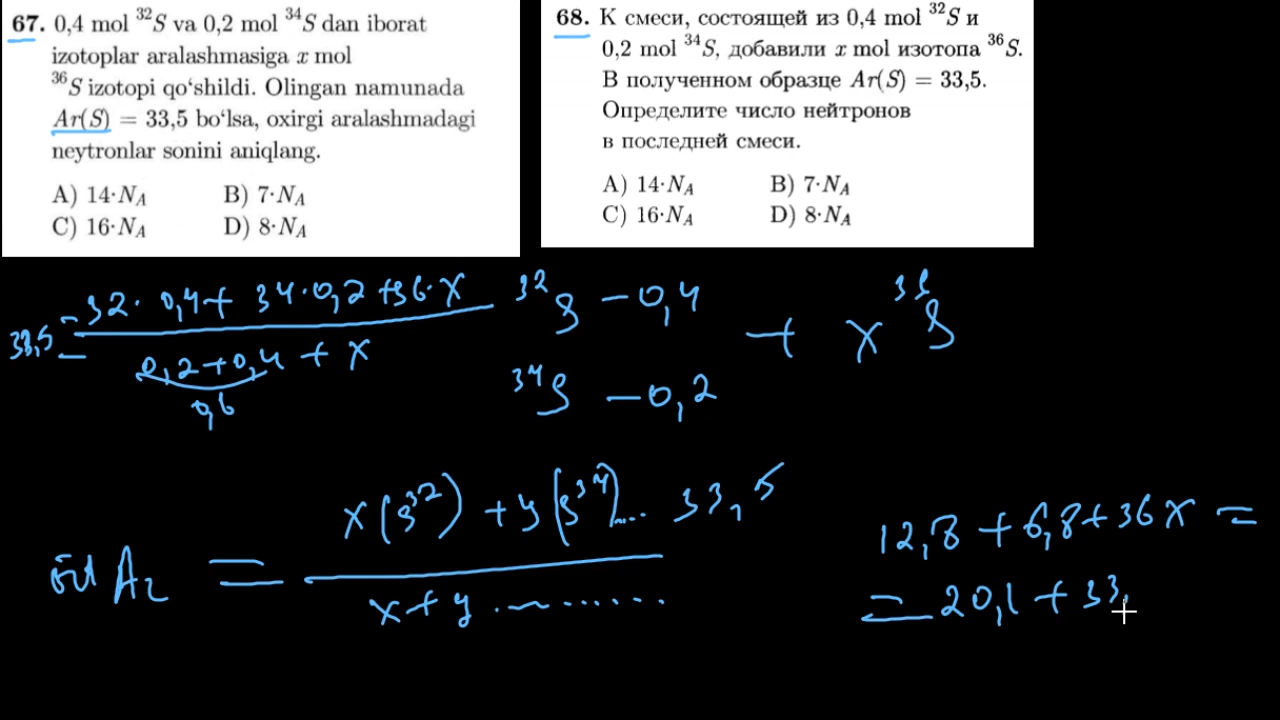 67. 0,4 mol ³²S va 0,2 mol ³⁴S dan iborat
izotoplar aralashmasiga x mol
³⁶S izotopi qo‘shildi. Olingan namunada
Ar(S) = 33,5 bo‘lsa, oxirgi aralashmadagi
neytronlar sonini aniqlang.
A) 14·N_A B) 7·N_A
C) 16·N_A D) 8·N_A
68. К смеси, состоящей из 0,4 mol ³²S и
0,2 mol ³⁴S, добавили x mol изотопа ³⁶S.
В полученном образце Ar(S) = 33,5.
Определите число нейтронов
в последней смеси.
A) 14·N_A B) 7·N_A
C) 16·N_A D) 8·N_A
32· 0,4+ 34·0,2 +36·x
33,5 =
0,2+0,4 + x
0,6
³²S – 0,4
³⁴S – 0,2
+ x
x(S³²) + y(S³⁴)... 33,5
Ar =
x+y ..........
12,8 + 6,8+36x =
= 20,1 + 33,